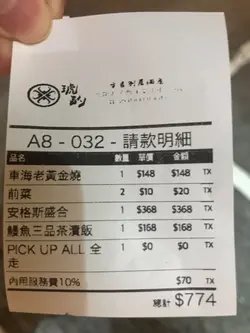 琥酌
A8 - 032 - 請款明細
品名 數量 單價 金額
車海老黃金燒 1 $148 $148 TX
前菜 2 $10 $20 TX
安格斯盛合 1 $368 $368 TX
鰻魚三品茶漬飯 1 $168 $168 TX
PICK UP ALL 全走 1 $0 $0 TX
內用服務費10% $70 TX
總計 $774